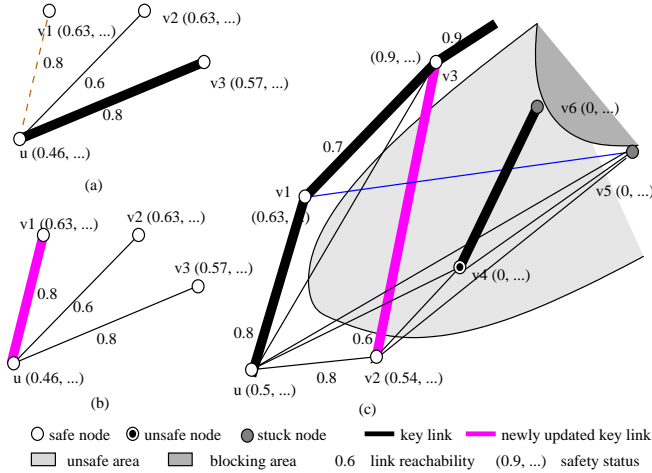 v2 (0.63, ...)
v1 (0.63, ...)
0.8
0.6
v3 (0.57, ...)
0.8
u (0.46, ...)
(a)
v1 (0.63, ...)
v2 (0.63, ...)
v3 (0.57, ...)
0.8
0.6
0.8
u (0.46, ...)
(b)
0.9
(0.9, ...)
v3
v6 (0, ...)
0.7
v1
(0.63, ...)
v5 (0, ...)
v4 (0, ...)
0.8
0.6
0.8
u (0.5, ...)
v2 (0.54, ...)
(c)
safe node
unsafe node
stuck node
key link
newly updated key link
unsafe area
blocking area
0.6 link reachability
(0.9, ...) safety status